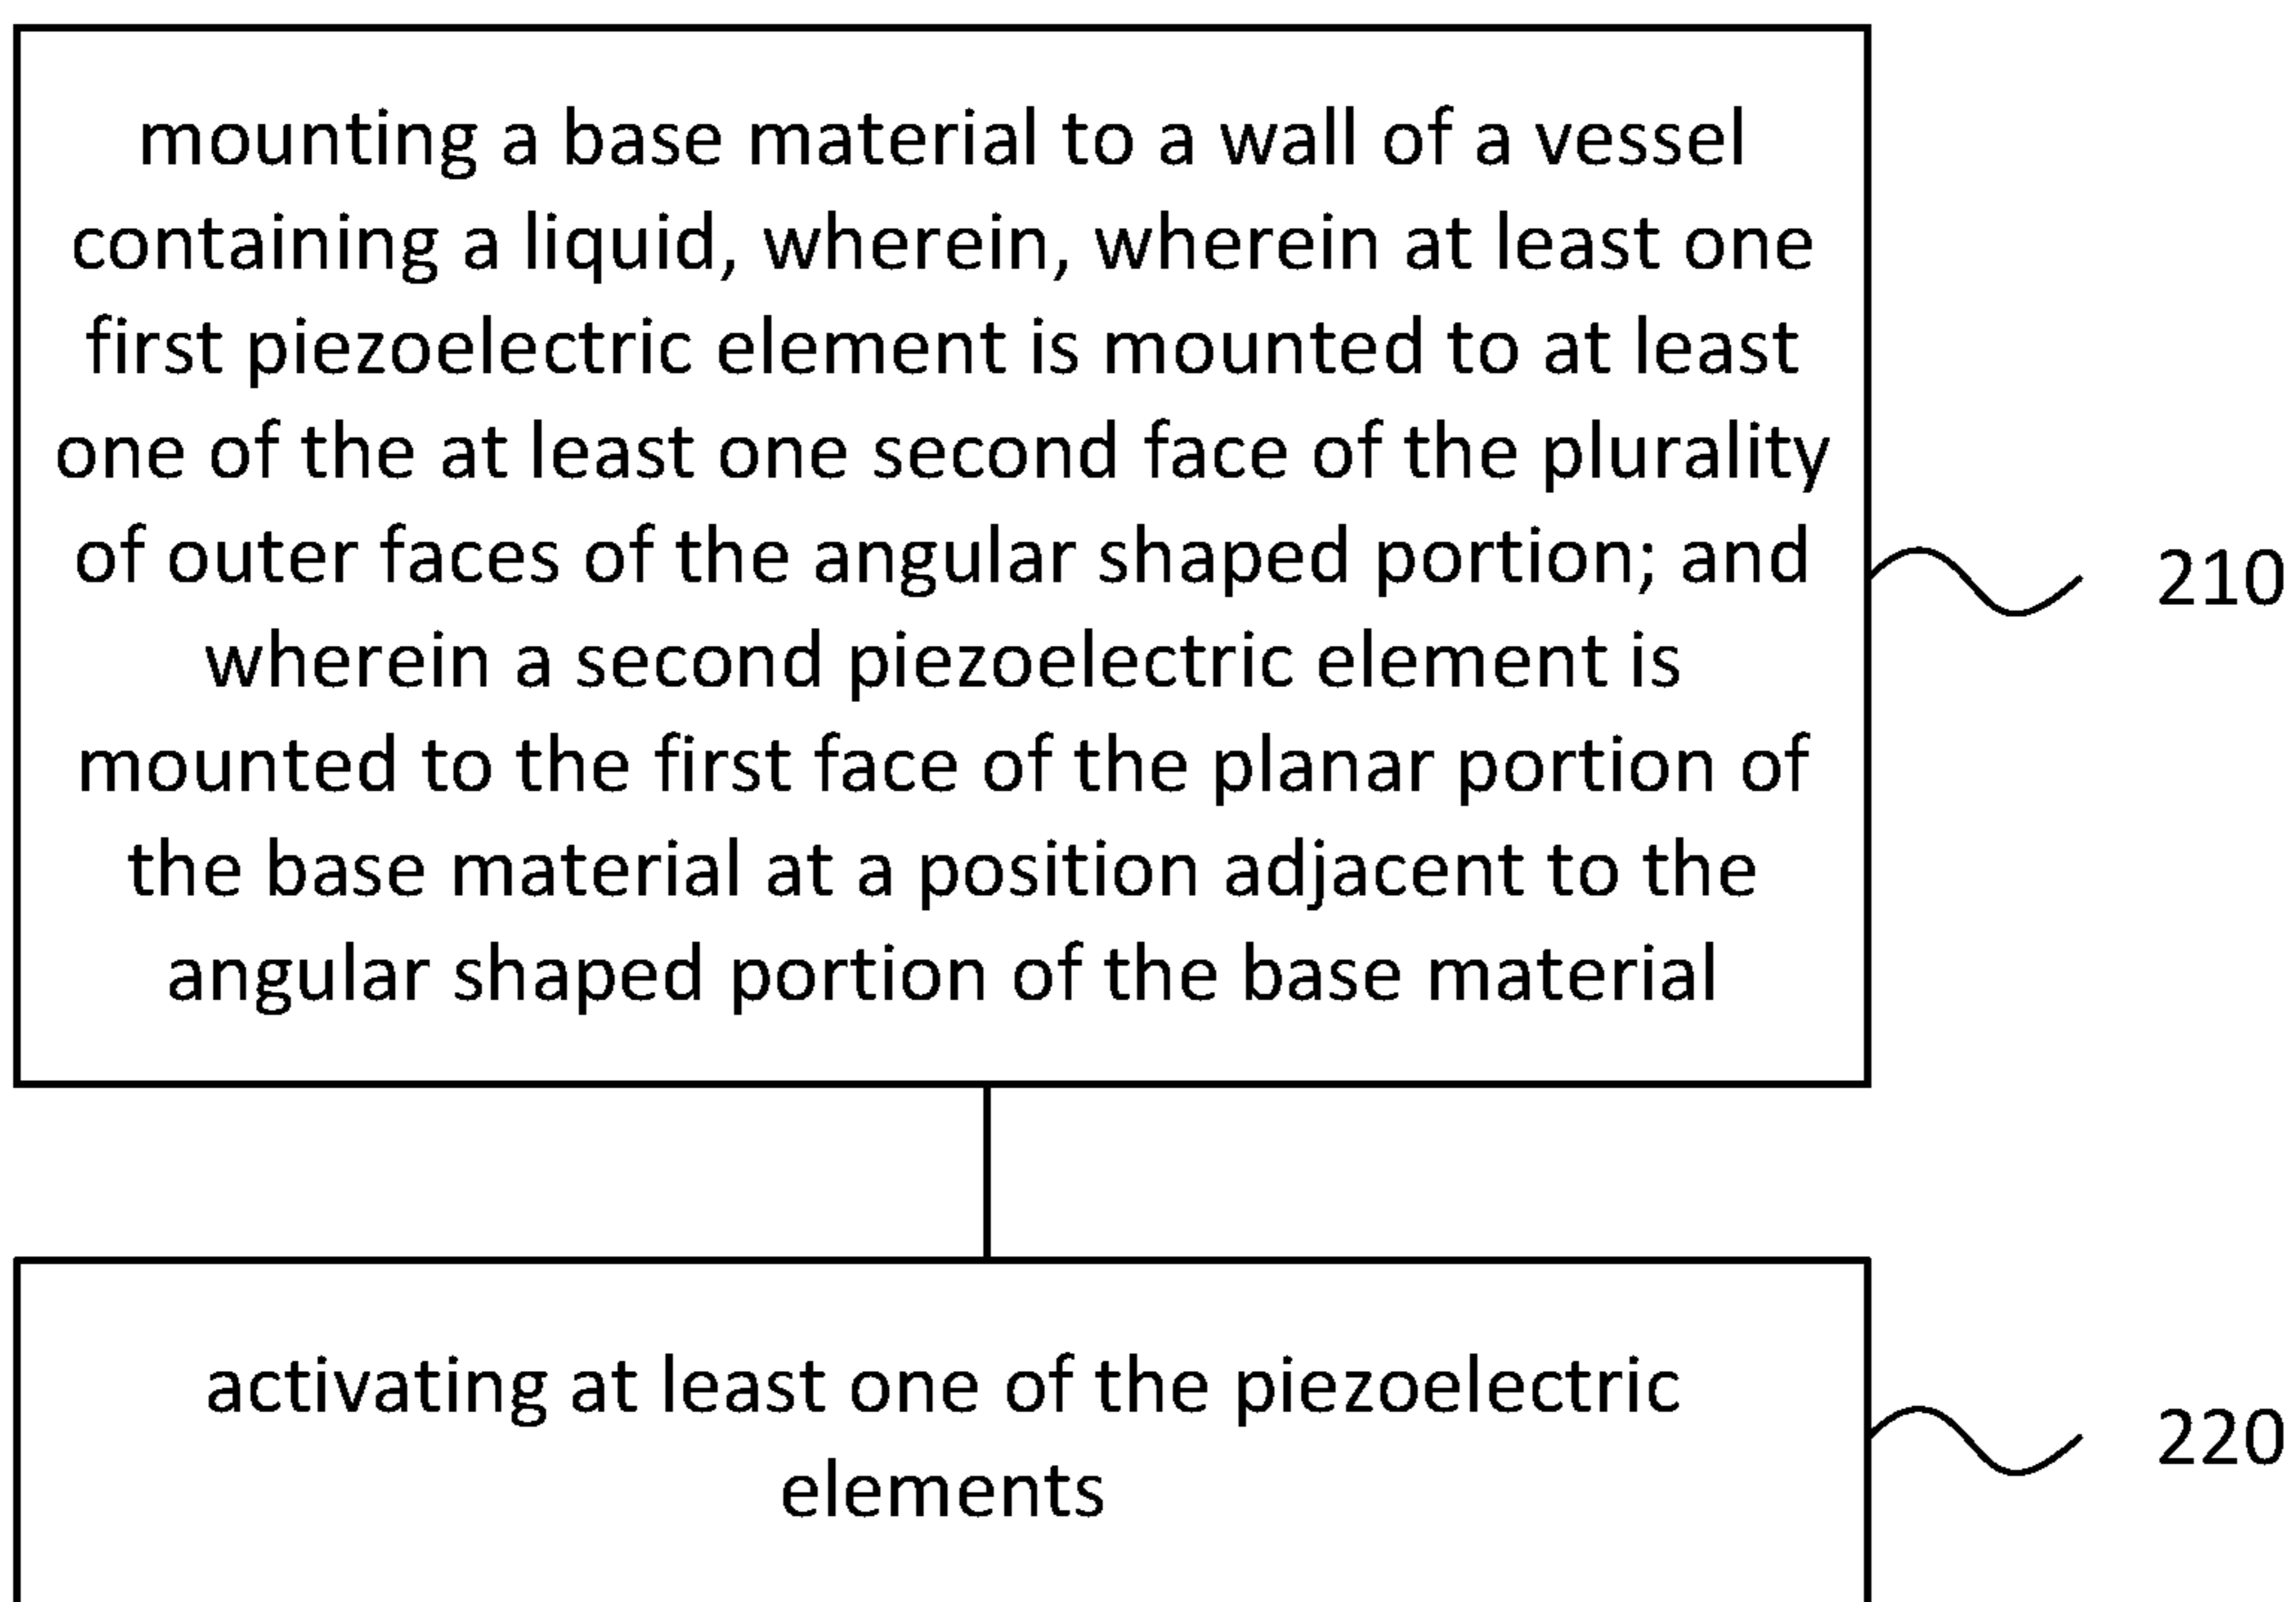 mounting a base material to a wall of a vessel
containing a liquid, wherein, wherein at least one
first piezoelectric element is mounted to at least
one of the at least one second face of the plurality
of outer faces of the angular shaped portion; and
wherein a second piezoelectric element is
mounted to the first face of the planar portion of
the base material at a position adjacent to the
angular shaped portion of the base material
210
activating at least one of the piezoelectric
elements
220